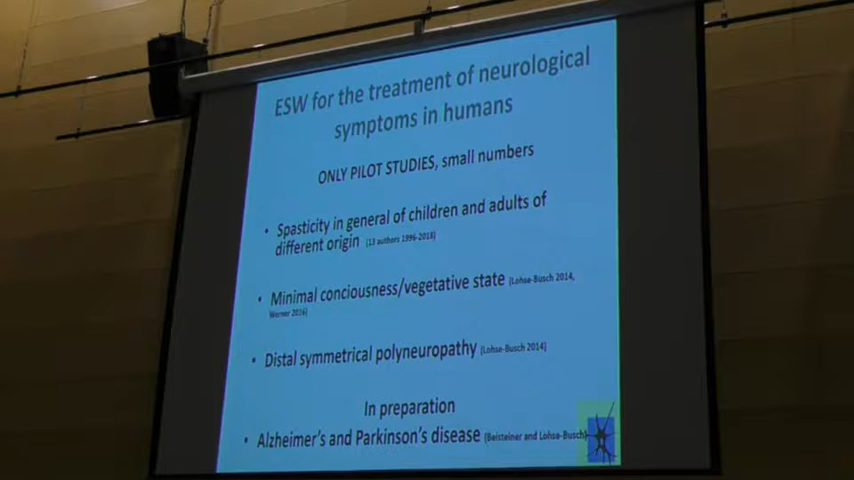 ESW for the treatment of neurological
symptoms in humans
ONLY PILOT STUDIES, small numbers
• Spasticity in general of children and adults of
different origin (13 authors 1996-2018)
• Minimal conciousness/vegetative state (Lohse-Busch 2014,
Werner 2016)
• Distal symmetrical polyneuropathy (Lohse-Busch 2014)
In preparation
• Alzheimer's and Parkinson's disease (Beisteiner and Lohse-Busch)